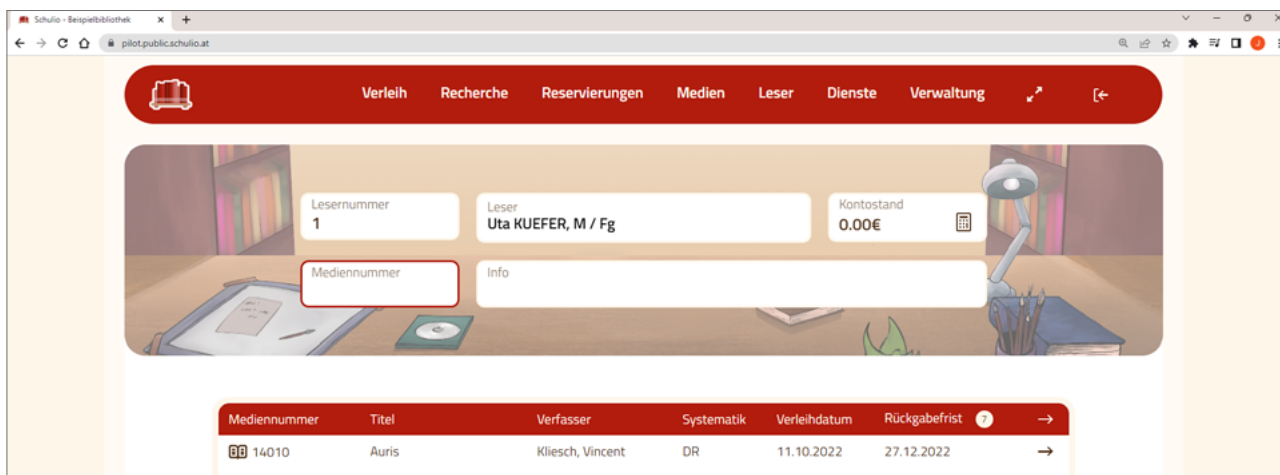 Schulio - Beispielbibliothek
pilot.public.schulio.at
J
Verleih Recherche Reservierungen Medien Leser Dienste Verwaltung
Lesernummer Leser Kontostand
1 Uta KUEFER, M / Fg 0.00€
Mediennummer Info
Mediennummer Titel Verfasser Systematik Verleihdatum Rückgabefrist 7
14010 Auris Kliesch, Vincent DR 11.10.2022 27.12.2022